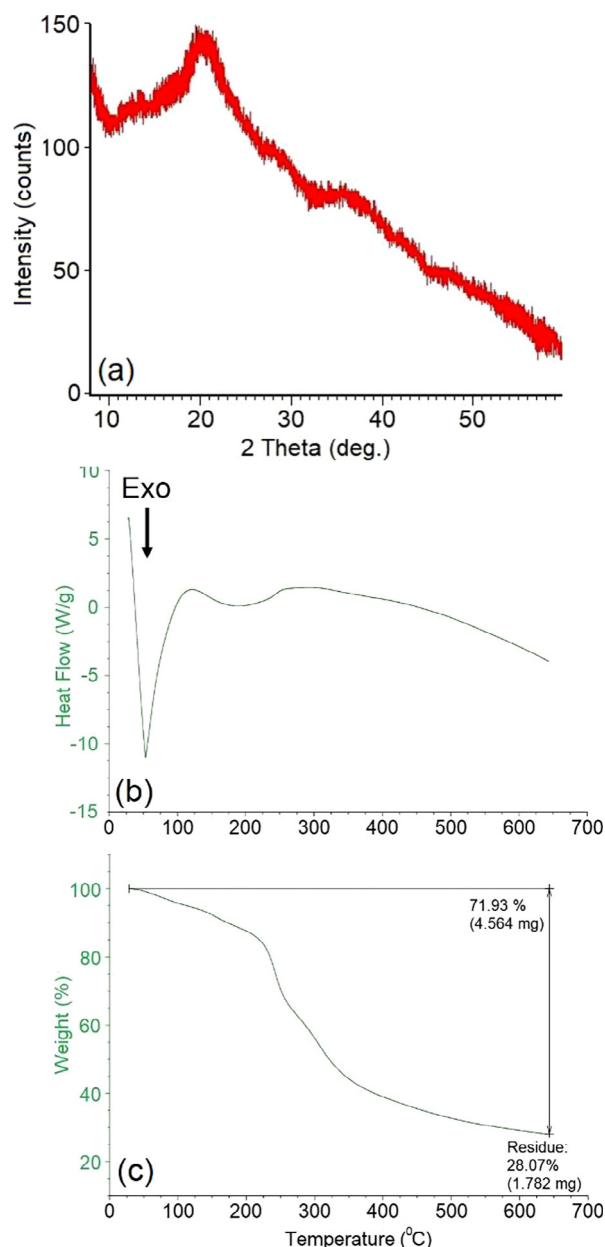 150
100
50
0
Intensity (counts)
(a)
10 20 30 40 50
2 Theta (deg.)
10
Exo
5
0
-5
-10
-15
Heat Flow (W/g)
(b)
0 100 200 300 400 500 600 700
100
80
60
40
20
Weight (%)
71.93 %
(4.564 mg)
Residue:
28.07%
(1.782 mg)
(c)
0 100 200 300 400 500 600 700
Temperature (⁰C)